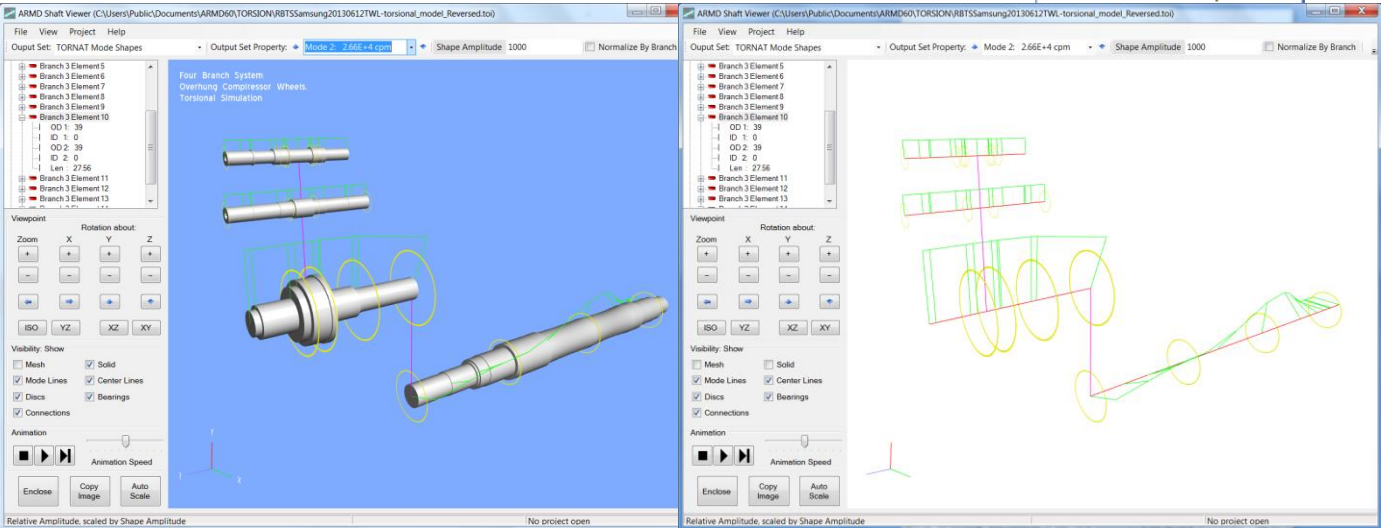 ARMD Shaft Viewer (C:\Users\Public\Documents\ARMD60\TORSION\RBTSSamsung20130612TWL-torsional_model_Reversed.toi)
File View Project Help
Ouput Set: TORNAT Mode Shapes Output Set Property: Mode 2: 2.66E+4 cpm Shape Amplitude 1000 Normalize By Branch
Branch 3 Element 5
Branch 3 Element 6
Branch 3 Element 7
Branch 3 Element 8
Branch 3 Element 9
Branch 3 Element 10
OD 1: 39
ID 1: 0
OD 2: 39
ID 2: 0
Len : 27.56
Branch 3 Element 11
Branch 3 Element 12
Branch 3 Element 13
Four Branch System
Overhung Compressor Wheels.
Torsional Simulation
Viewpoint
Rotation about:
Zoom X Y Z
+ + + +
- - - -
ISO YZ XZ XY
Visibility: Show
Mesh Solid
Mode Lines Center Lines
Discs Bearings
Connections
Animation
Animation Speed
Enclose Copy Image Auto Scale
Relative Amplitude, scaled by Shape Amplitude No project open
ARMD Shaft Viewer (C:\Users\Public\Documents\ARMD60\TORSION\RBTSSamsung20130612TWL-torsional_model_Reversed.toi)
File View Project Help
Ouput Set: TORNAT Mode Shapes Output Set Property: Mode 2: 2.66E+4 cpm Shape Amplitude 1000 Normalize By Branch
Branch 3 Element 5
Branch 3 Element 6
Branch 3 Element 7
Branch 3 Element 8
Branch 3 Element 9
Branch 3 Element 10
OD 1: 39
ID 1: 0
OD 2: 39
ID 2: 0
Len : 27.56
Branch 3 Element 11
Branch 3 Element 12
Branch 3 Element 13
Viewpoint
Rotation about:
Zoom X Y Z
+ + + +
- - - -
ISO YZ XZ XY
Visibility: Show
Mesh Solid
Mode Lines Center Lines
Discs Bearings
Connections
Animation
Animation Speed
Enclose Copy Image Auto Scale
Relative Amplitude, scaled by Shape Amplitude No project open